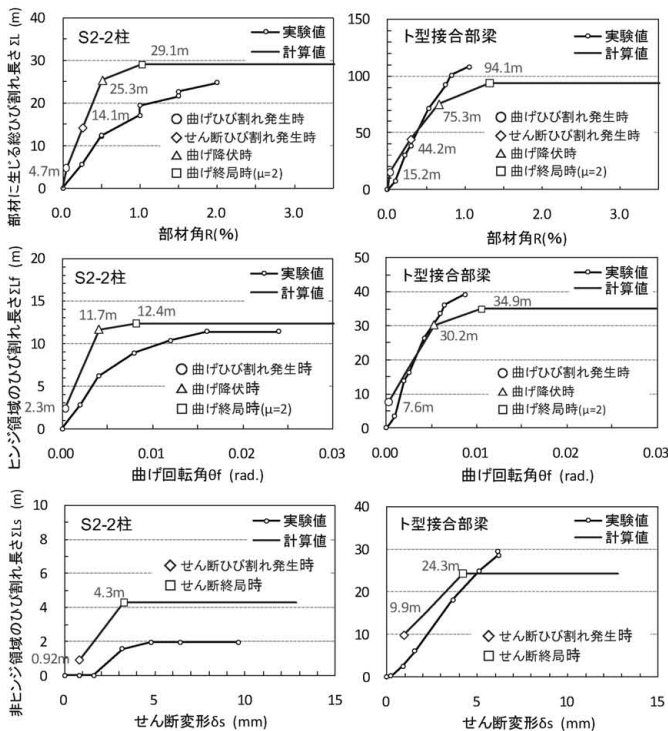 部材に生じる総ひび割れ長さΣL (m)
40
30
20
10
0
S2-2柱
実験値
計算値
29.1m
25.3m
14.1m
4.7m
曲げひび割れ発生時
せん断ひび割れ発生時
曲げ降伏時
曲げ終局時(μ=2)
0.0 1.0 2.0 3.0
部材角R(%)
150
100
50
0
ト型接合部梁
実験値
計算値
94.1m
75.3m
44.2m
15.2m
曲げひび割れ発生時
せん断ひび割れ発生時
曲げ降伏時
曲げ終局時(μ=2)
0.0 1.0 2.0 3.0
部材角R(%)
ヒンジ領域のひび割れ長さΣLf (m)
20
15
10
5
0
S2-2柱
実験値
計算値
11.7m
12.4m
2.3m
曲げひび割れ発生時
曲げ降伏時
曲げ終局時(μ=2)
0.00 0.01 0.02 0.03
曲げ回転角θf (rad.)
50
40
30
20
10
0
ト型接合部梁
実験値
計算値
34.9m
30.2m
7.6m
曲げひび割れ発生時
曲げ降伏時
曲げ終局時(μ=2)
0.00 0.01 0.02 0.03
曲げ回転角θf (rad.)
非ヒンジ領域のひび割れ長さΣLs (m)
10
8
6
4
2
0
S2-2柱
実験値
計算値
せん断ひび割れ発生時
せん断終局時
4.3m
0.92m
0 5 10 15
せん断変形δs (mm)
40
30
20
10
0
ト型接合部梁
実験値
計算値
24.3m
9.9m
せん断ひび割れ発生時
せん断終局時
0 5 10 15
せん断変形δs (mm)